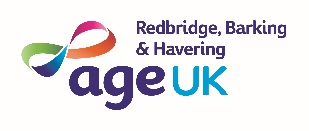 Redbridge, Barking
& Havering
age UK